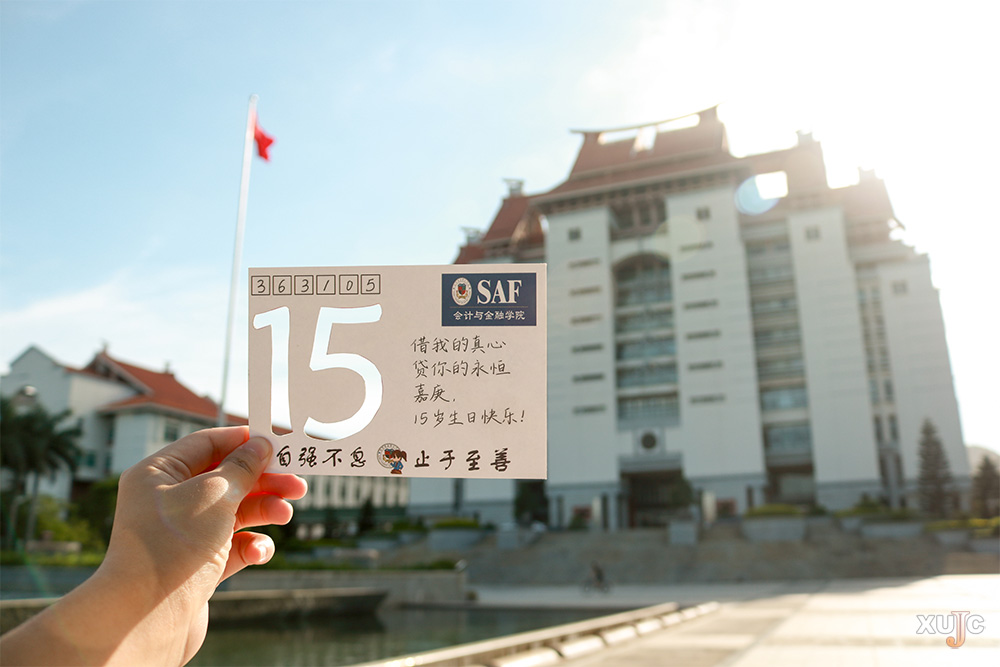 363105
SAF
会计与金融学院
15
借我的真心
贷你的永恒
嘉庚,
15岁生日快乐!
自强不息 止于至善
XUJC